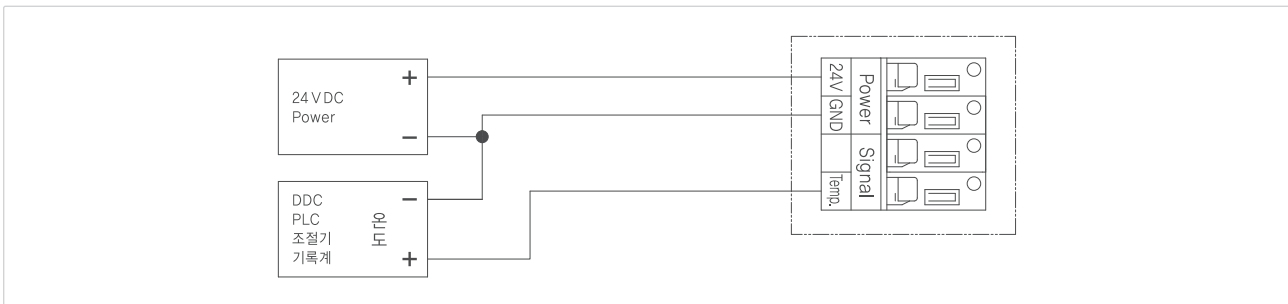 24 V DC
Power
+
−
DDC
PLC
조절기
기록계
온도
−
+
24V
GND
Temp.
Power
Signal